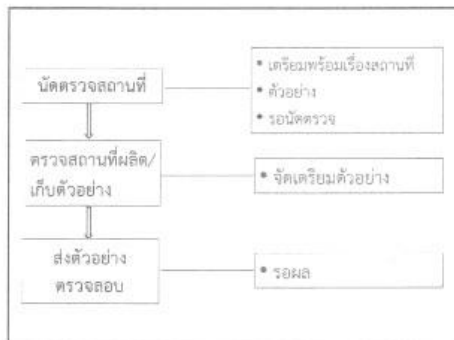 นัดตรวจสถานที่
• เตรียมพร้อมเรื่องสถานที่
• ตัวอย่าง
• รอนัดตรวจ
ตรวจสถานที่ผลิต/
เก็บตัวอย่าง
• จัดเตรียมตัวอย่าง
ส่งตัวอย่าง
ตรวจสอบ
• รอผล